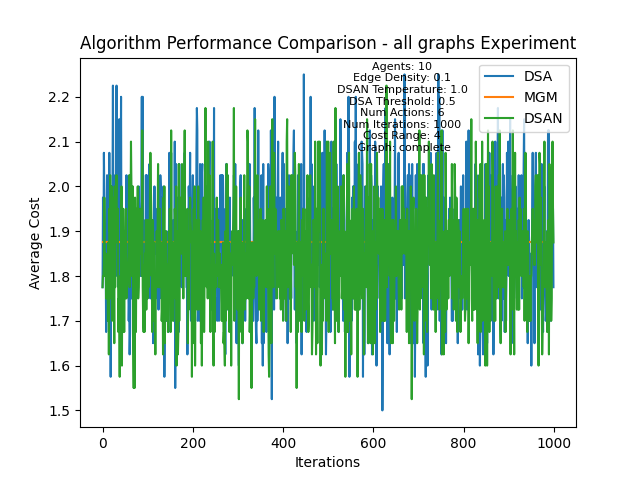 Algorithm Performance Comparison - all graphs Experiment
Agents: 10
Edge Density: 0.1
DSAN Temperature: 1.0
DSA Threshold: 0.5
Num Actions: 6
Num Iterations: 1000
Cost Range: 4
Graph: complete
DSA
MGM
DSAN
Average Cost
2.2
2.1
2.0
1.9
1.8
1.7
1.6
1.5
0
200
400
600
800
1000
Iterations